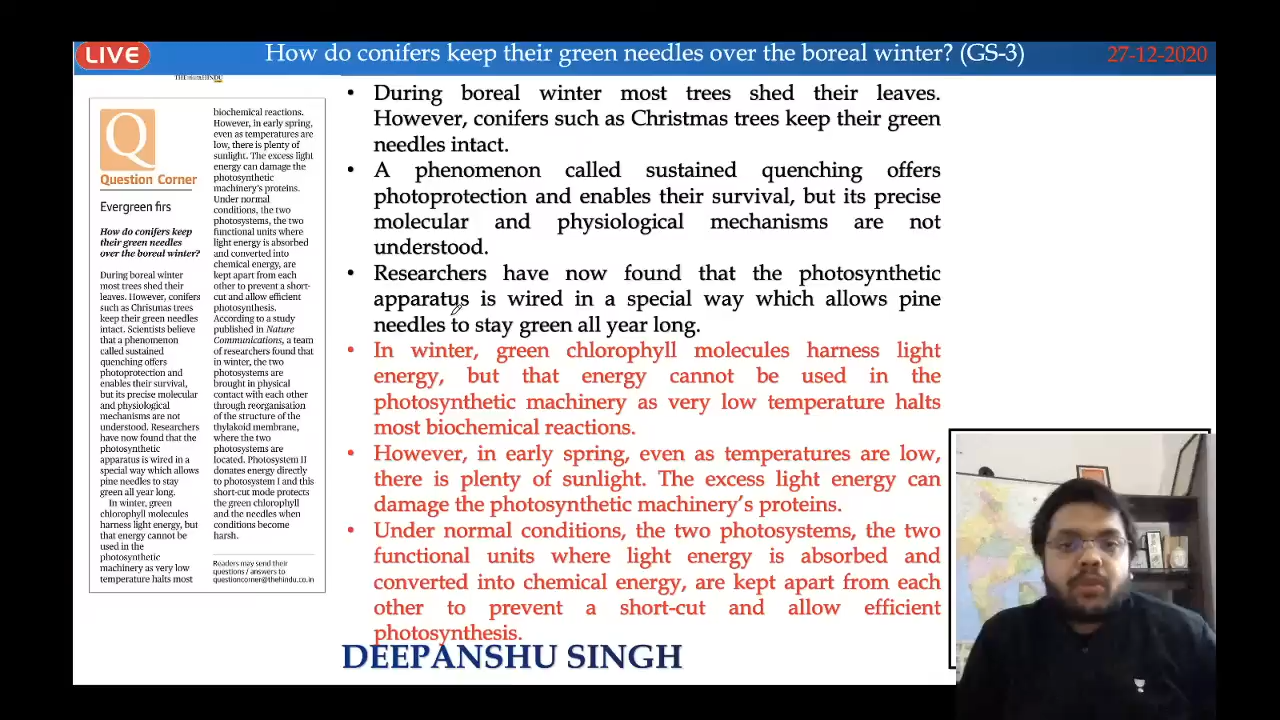 LIVE
How do conifers keep their green needles over the boreal winter? (GS-3)
27-12-2020
THE HINDU
Q
Question Corner
Evergreen firs
How do conifers keep
their green needles
over the boreal winter?
During boreal winter
most trees shed their
leaves. However, conifers
such as Christmas trees
keep their green needles
intact. Scientists believe
that a phenomenon
called sustained
quenching offers
photoprotection and
enables their survival,
but its precise molecular
and physiological
mechanisms are not
understood. Researchers
have now found that the
photosynthetic
apparatus is wired in a
special way which allows
pine needles to stay
green all year long.
In winter, green
chlorophyll molecules
harness light energy, but
that energy cannot be
used in the
photosynthetic
machinery as very low
temperature halts most
biochemical reactions.
However, in early spring,
even as temperatures are
low, there is plenty of
sunlight. The excess light
energy can damage the
photosynthetic
machinery's proteins.
Under normal
conditions, the two
photosystems, the two
functional units where
light energy is absorbed
and converted into
chemical energy, are
kept apart from each
other to prevent a short-
cut and allow efficient
photosynthesis.
According to a study
published in Nature
Communications, a team
of researchers found that
in winter, the two
photosystems are
brought in physical
contact with each other
through reorganisation
of the structure of the
thylakoid membrane,
where the two
photosystems are
located. Photosystem II
donates energy directly
to photosystem I and this
short-cut mode protects
the green chlorophyll
and the needles when
conditions become
harsh.
Readers may send their
questions / answers to
questioncorner@thehindu.co.in
• During boreal winter most trees shed their leaves.
However, conifers such as Christmas trees keep their green
needles intact.
• A phenomenon called sustained quenching offers
photoprotection and enables their survival, but its precise
molecular and physiological mechanisms are not
understood.
• Researchers have now found that the photosynthetic
apparatus is wired in a special way which allows pine
needles to stay green all year long.
• In winter, green chlorophyll molecules harness light
energy, but that energy cannot be used in the
photosynthetic machinery as very low temperature halts
most biochemical reactions.
• However, in early spring, even as temperatures are low,
there is plenty of sunlight. The excess light energy can
damage the photosynthetic machinery's proteins.
• Under normal conditions, the two photosystems, the two
functional units where light energy is absorbed and
converted into chemical energy, are kept apart from each
other to prevent a short-cut and allow efficient
photosynthesis.
DEEPANSHU SINGH